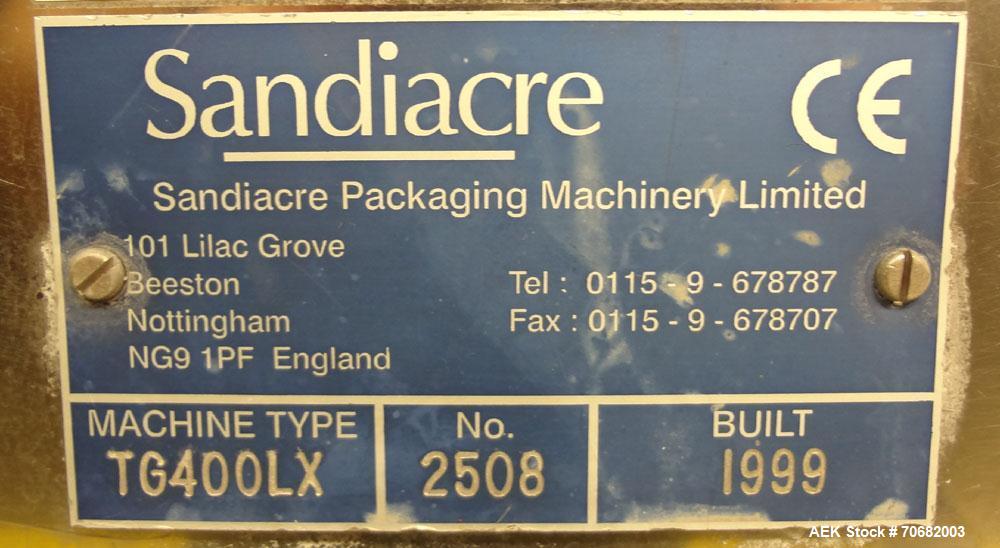 Sandiacre
CE
Sandiacre Packaging Machinery Limited
101 Lilac Grove
Beeston
Nottingham
NG9 1PF England
Tel : 0115 - 9 - 678787
Fax : 0115 - 9 - 678707
MACHINE TYPE
TG400LX
No.
2508
BUILT
1999
AEK Stock # 70682003